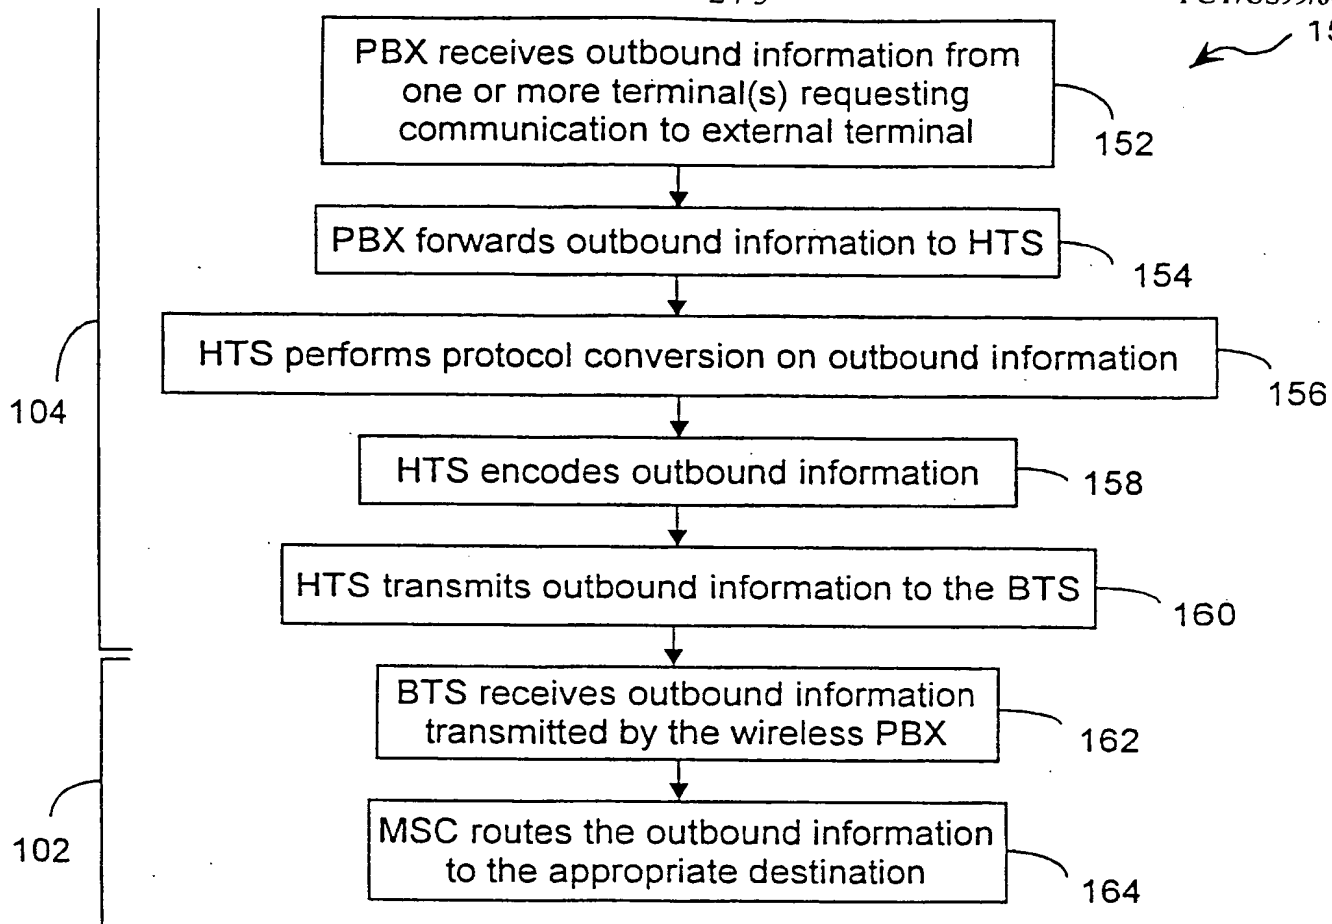 PBX receives outbound information from
one or more terminal(s) requesting
communication to external terminal
152
PBX forwards outbound information to HTS
154
HTS performs protocol conversion on outbound information
156
104
HTS encodes outbound information
158
HTS transmits outbound information to the BTS
160
BTS receives outbound information
transmitted by the wireless PBX
162
102
MSC routes the outbound information
to the appropriate destination
164